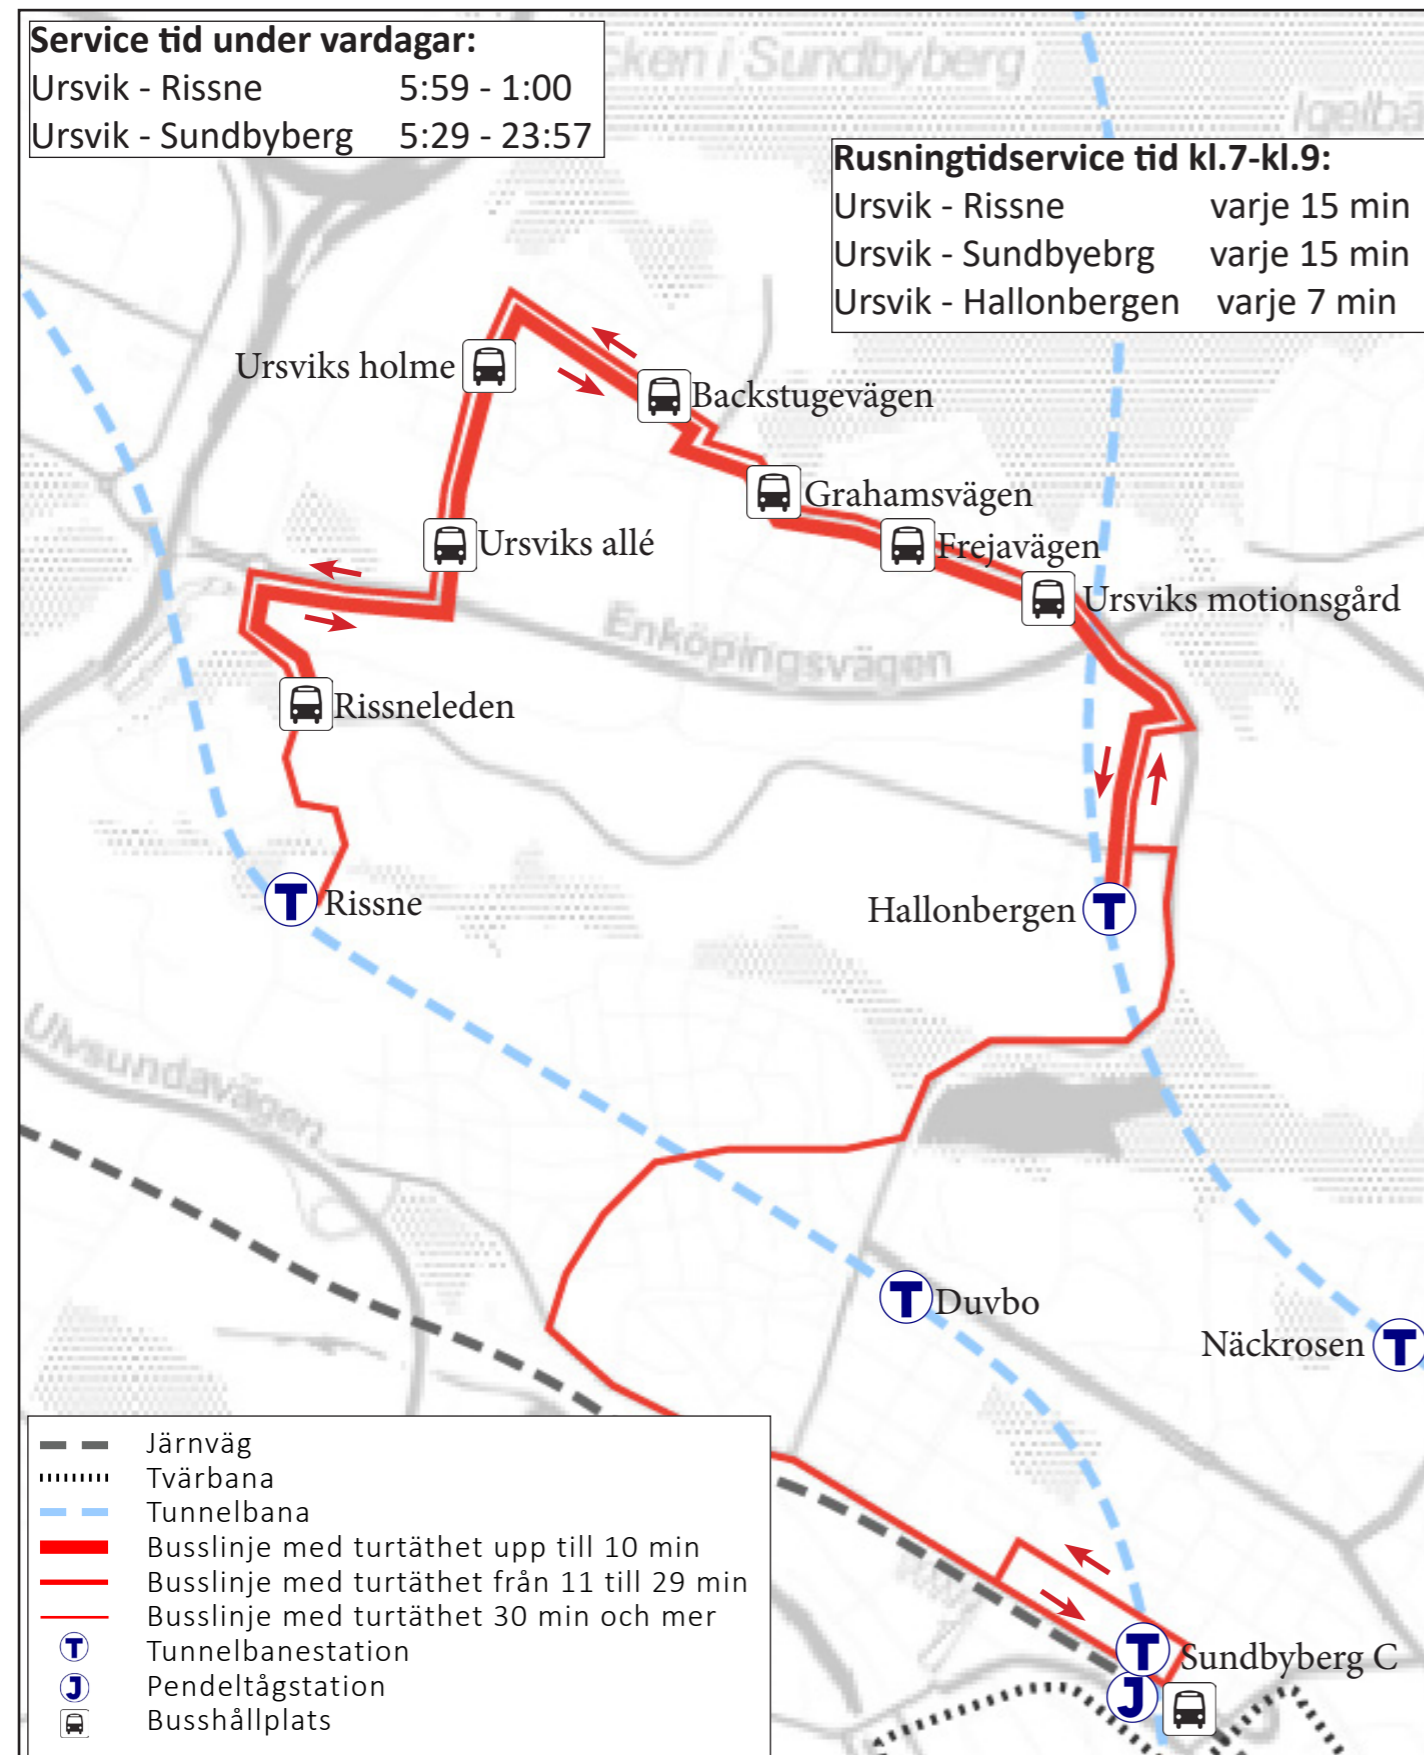 Service tid under vardagar:
Ursvik - Rissne 5:59 - 1:00
Ursvik - Sundbyberg 5:29 - 23:57
cken i Sundbyberg
Igelbä
Rusningtidservice tid kl.7-kl.9:
Ursvik - Rissne varje 15 min
Ursvik - Sundbyebrg varje 15 min
Ursvik - Hallonbergen varje 7 min
Ursviks holme
Backstugevägen
Grahamsvägen
Ursviks allé
Frejavägen
Ursviks motionsgård
Enköpingsvägen
Rissneleden
T Rissne
Hallonbergen T
Ulvsundavägen
T Duvbo
Näckrosen T
Järnväg
Tvärbana
Tunnelbana
Busslinje med turtäthet upp till 10 min
Busslinje med turtäthet från 11 till 29 min
Busslinje med turtäthet 30 min och mer
T Tunnelbanestation
J Pendeltågstation
Busshållplats
T Sundbyberg C
J